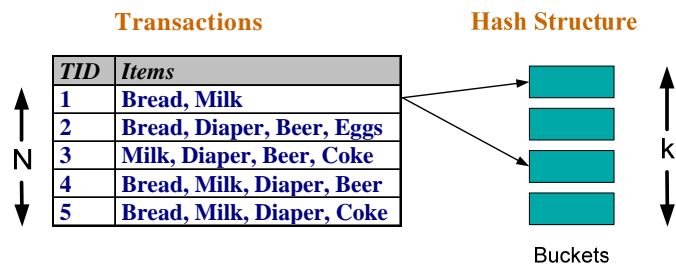 Transactions
Hash Structure
TID Items
1 Bread, Milk
2 Bread, Diaper, Beer, Eggs
3 Milk, Diaper, Beer, Coke
4 Bread, Milk, Diaper, Beer
5 Bread, Milk, Diaper, Coke
N
k
Buckets